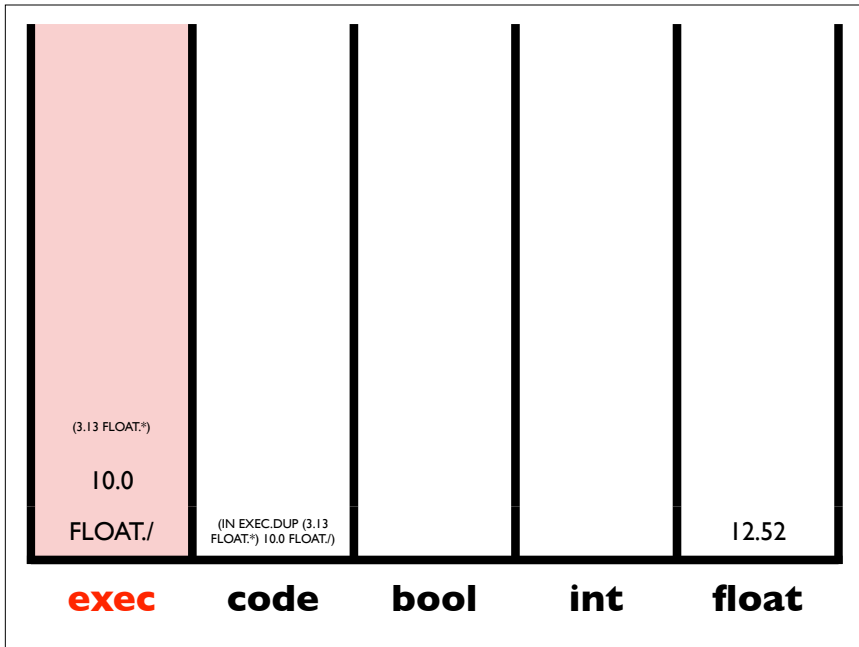 (3.13 FLOAT.*)
10.0
FLOAT./
(IN EXEC.DUP (3.13
FLOAT.*) 10.0 FLOAT./)
12.52
exec code bool int float